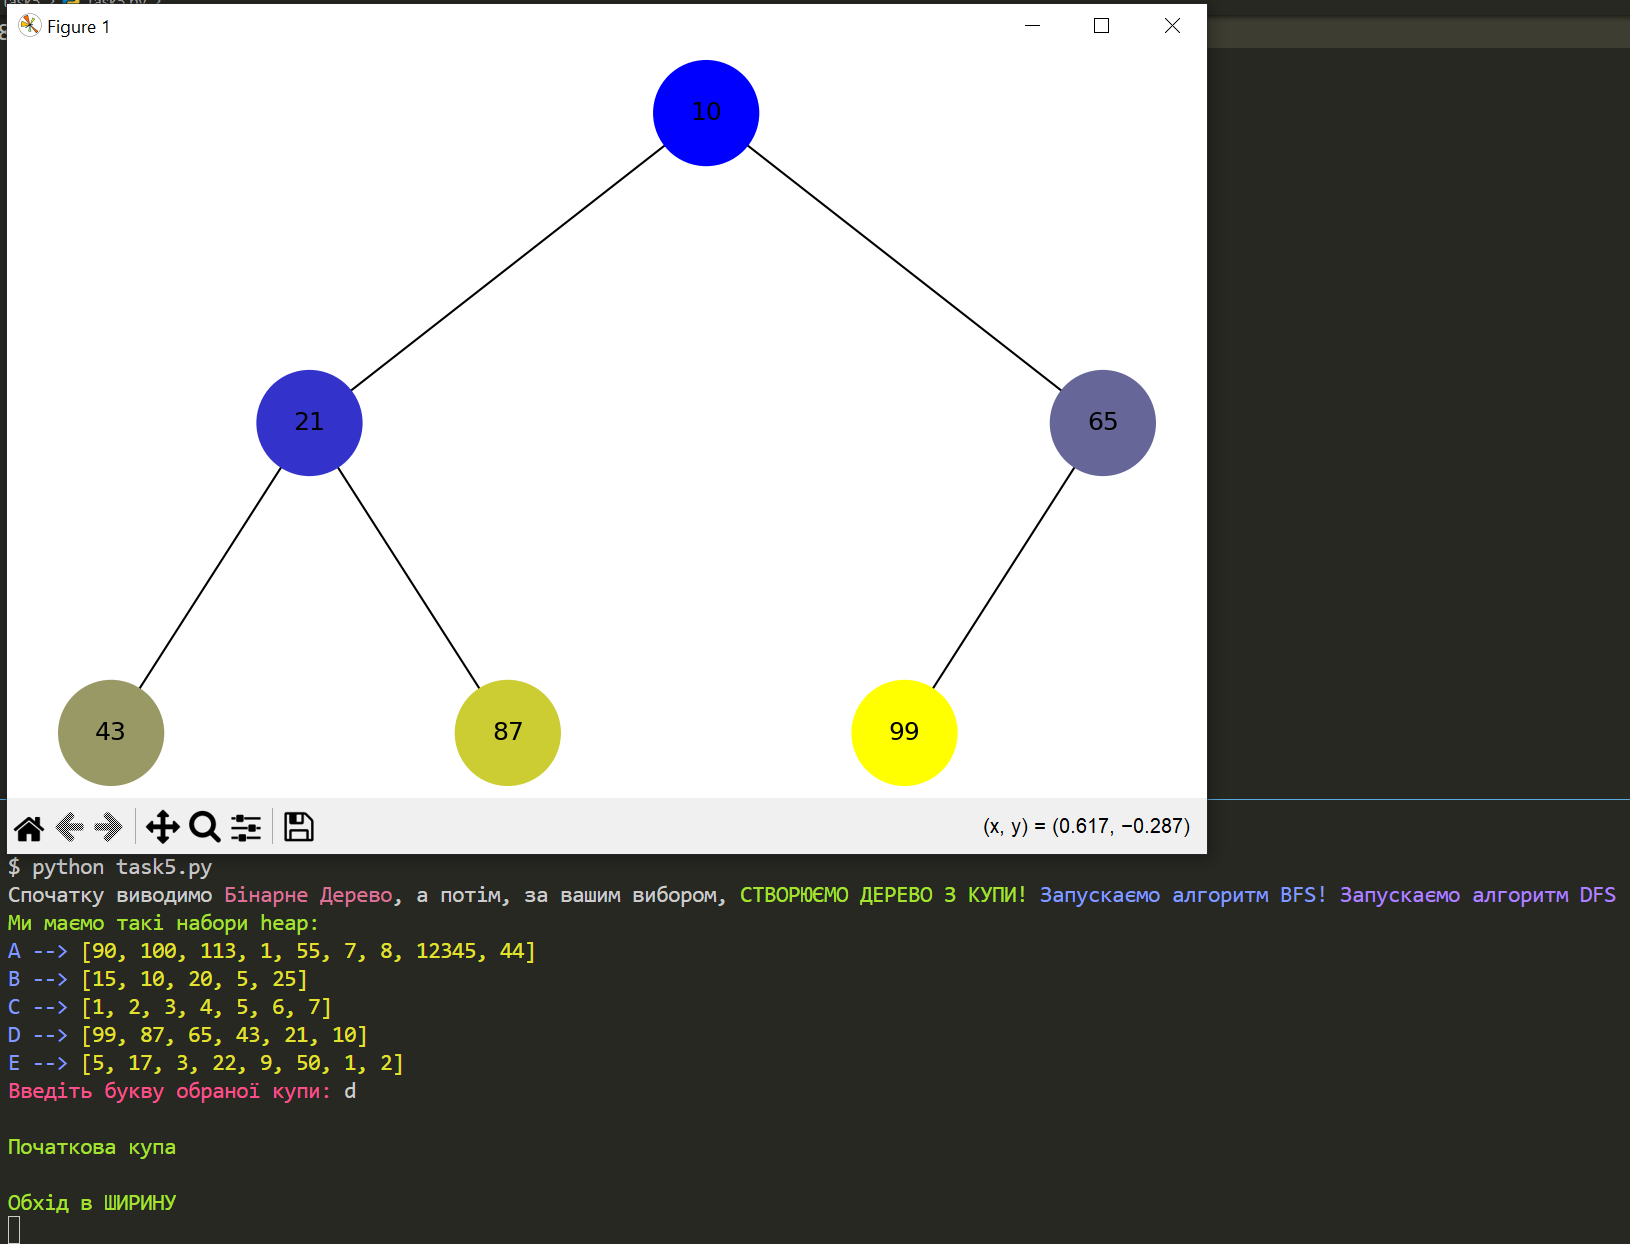 Figure 1
10
21
65
43
87
99
(x, y) = (0.617, −0.287)
$ python task5.py
Спочатку виводимо Бінарне Дерево, а потім, за вашим вибором, СТВОРЮЄМО ДЕРЕВО З КУПИ! Запускаємо алгоритм BFS! Запускаємо алгоритм DFS
Ми маємо такі набори heap:
A --> [90, 100, 113, 1, 55, 7, 8, 12345, 44]
B --> [15, 10, 20, 5, 25]
C --> [1, 2, 3, 4, 5, 6, 7]
D --> [99, 87, 65, 43, 21, 10]
E --> [5, 17, 3, 22, 9, 50, 1, 2]
Введіть букву обраної купи: d
Початкова купа
Обхід в ШИРИНУ